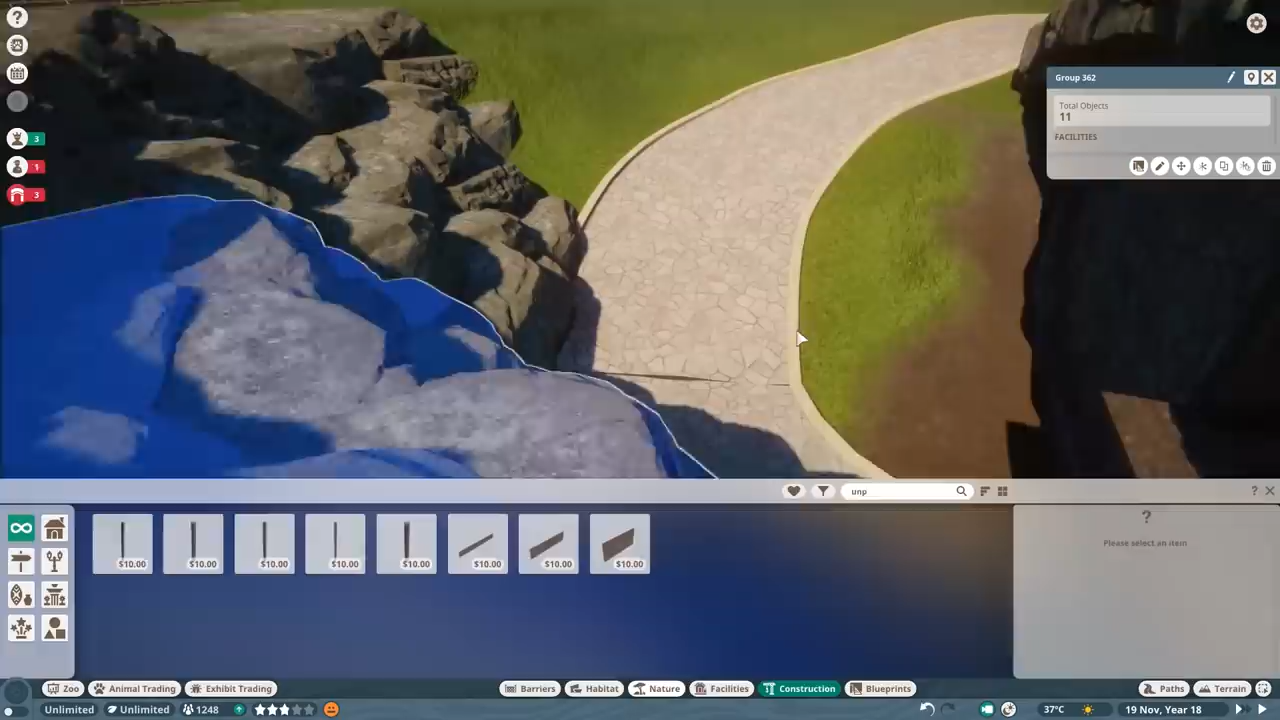 ?
3
1
3
Group 362
Total Objects
11
FACILITIES
unp
?
$10.00 $10.00 $10.00 $10.00 $10.00 $10.00 $10.00 $10.00
?
Please select an item
Zoo Animal Trading Exhibit Trading Barriers Habitat Nature Facilities Construction Blueprints Paths Terrain
Unlimited Unlimited 1248 37°C 19 Nov, Year 18